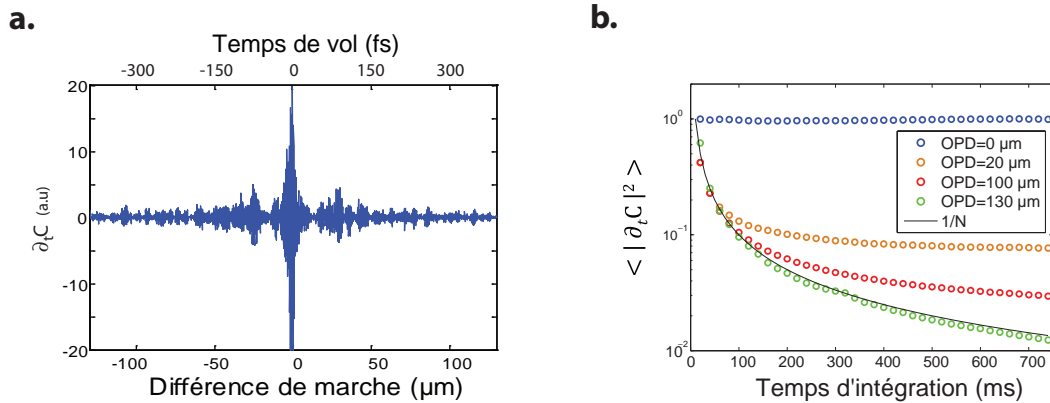 a.
Temps de vol (fs)
-300 -150 0 150 300
20
10
0
-10
-20
∂tC (a.u)
-100 -50 0 50 100
Différence de marche (µm)
b.
10^0
10^-1
10^-2
< | ∂tC |^2 >
OPD=0 µm
OPD=20 µm
OPD=100 µm
OPD=130 µm
1/N
0 100 200 300 400 500 600 700
Temps d'intégration (ms)